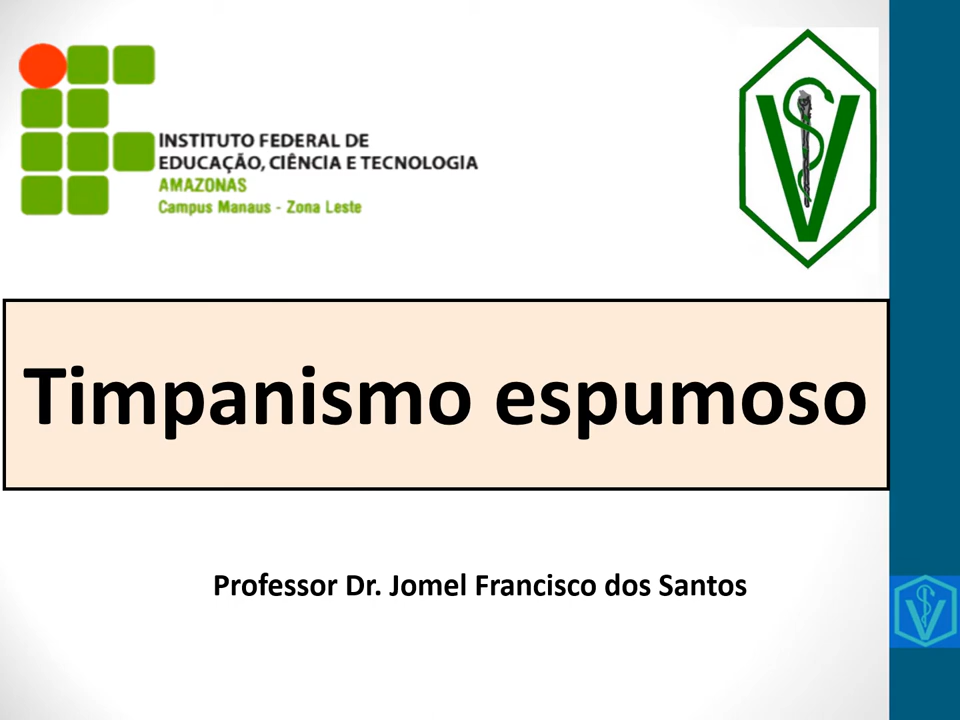 INSTITUTO FEDERAL DE
EDUCAÇÃO, CIÊNCIA E TECNOLOGIA
AMAZONAS
Campus Manaus - Zona Leste
V
Timpanismo espumoso
Professor Dr. Jomel Francisco dos Santos
V